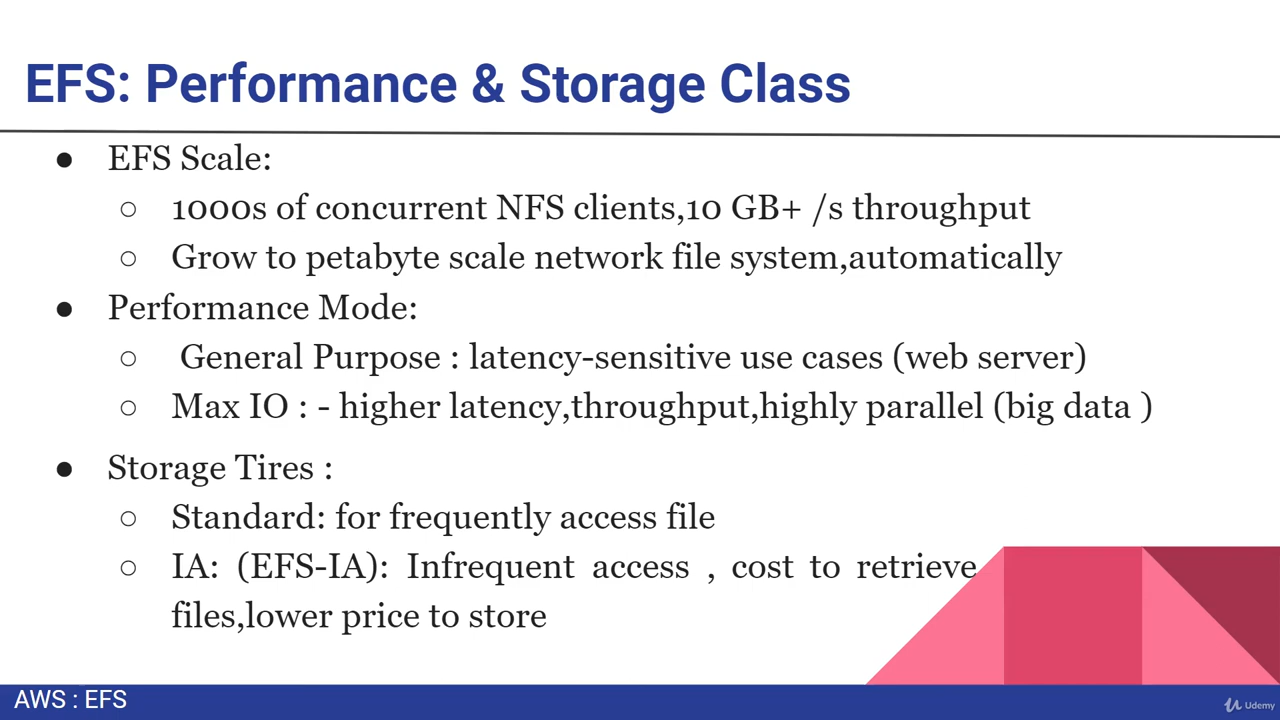 EFS: Performance & Storage Class
● EFS Scale:
○ 1000s of concurrent NFS clients,10 GB+ /s throughput
○ Grow to petabyte scale network file system,automatically
● Performance Mode:
○ General Purpose : latency-sensitive use cases (web server)
○ Max IO : - higher latency,throughput,highly parallel (big data )
● Storage Tires :
○ Standard: for frequently access file
○ IA: (EFS-IA): Infrequent access , cost to retrieve
files,lower price to store
AWS : EFS
Udemy